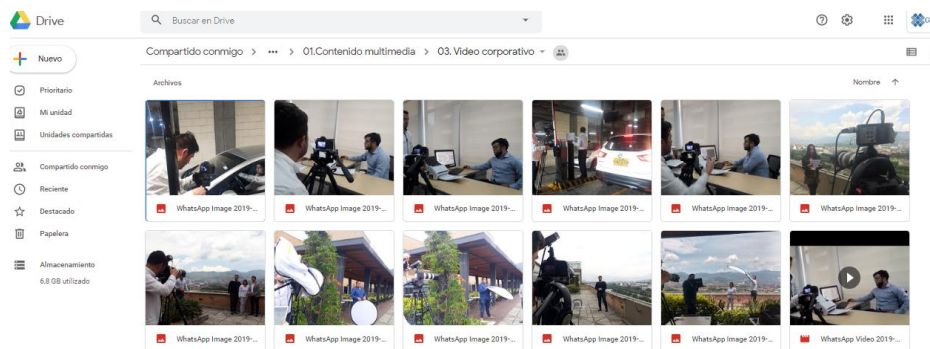 Drive
Buscar en Drive
Nuevo
Compartido conmigo > ... > 01.Contenido multimedia > 03. Video corporativo
Prioritario
Mi unidad
Unidades compartidas
Compartido conmigo
Reciente
Destacado
Papelera
Almacenamiento
6,8 GB utilizado
Archivos
Nombre
WhatsApp Image 2019-...
WhatsApp Image 2019-...
WhatsApp Image 2019-...
WhatsApp Image 2019-...
WhatsApp Image 2019-...
WhatsApp Image 2019-...
WhatsApp Image 2019-...
WhatsApp Image 2019-...
WhatsApp Image 2019-...
WhatsApp Image 2019-...
WhatsApp Image 2019-...
WhatsApp Video 2019-...